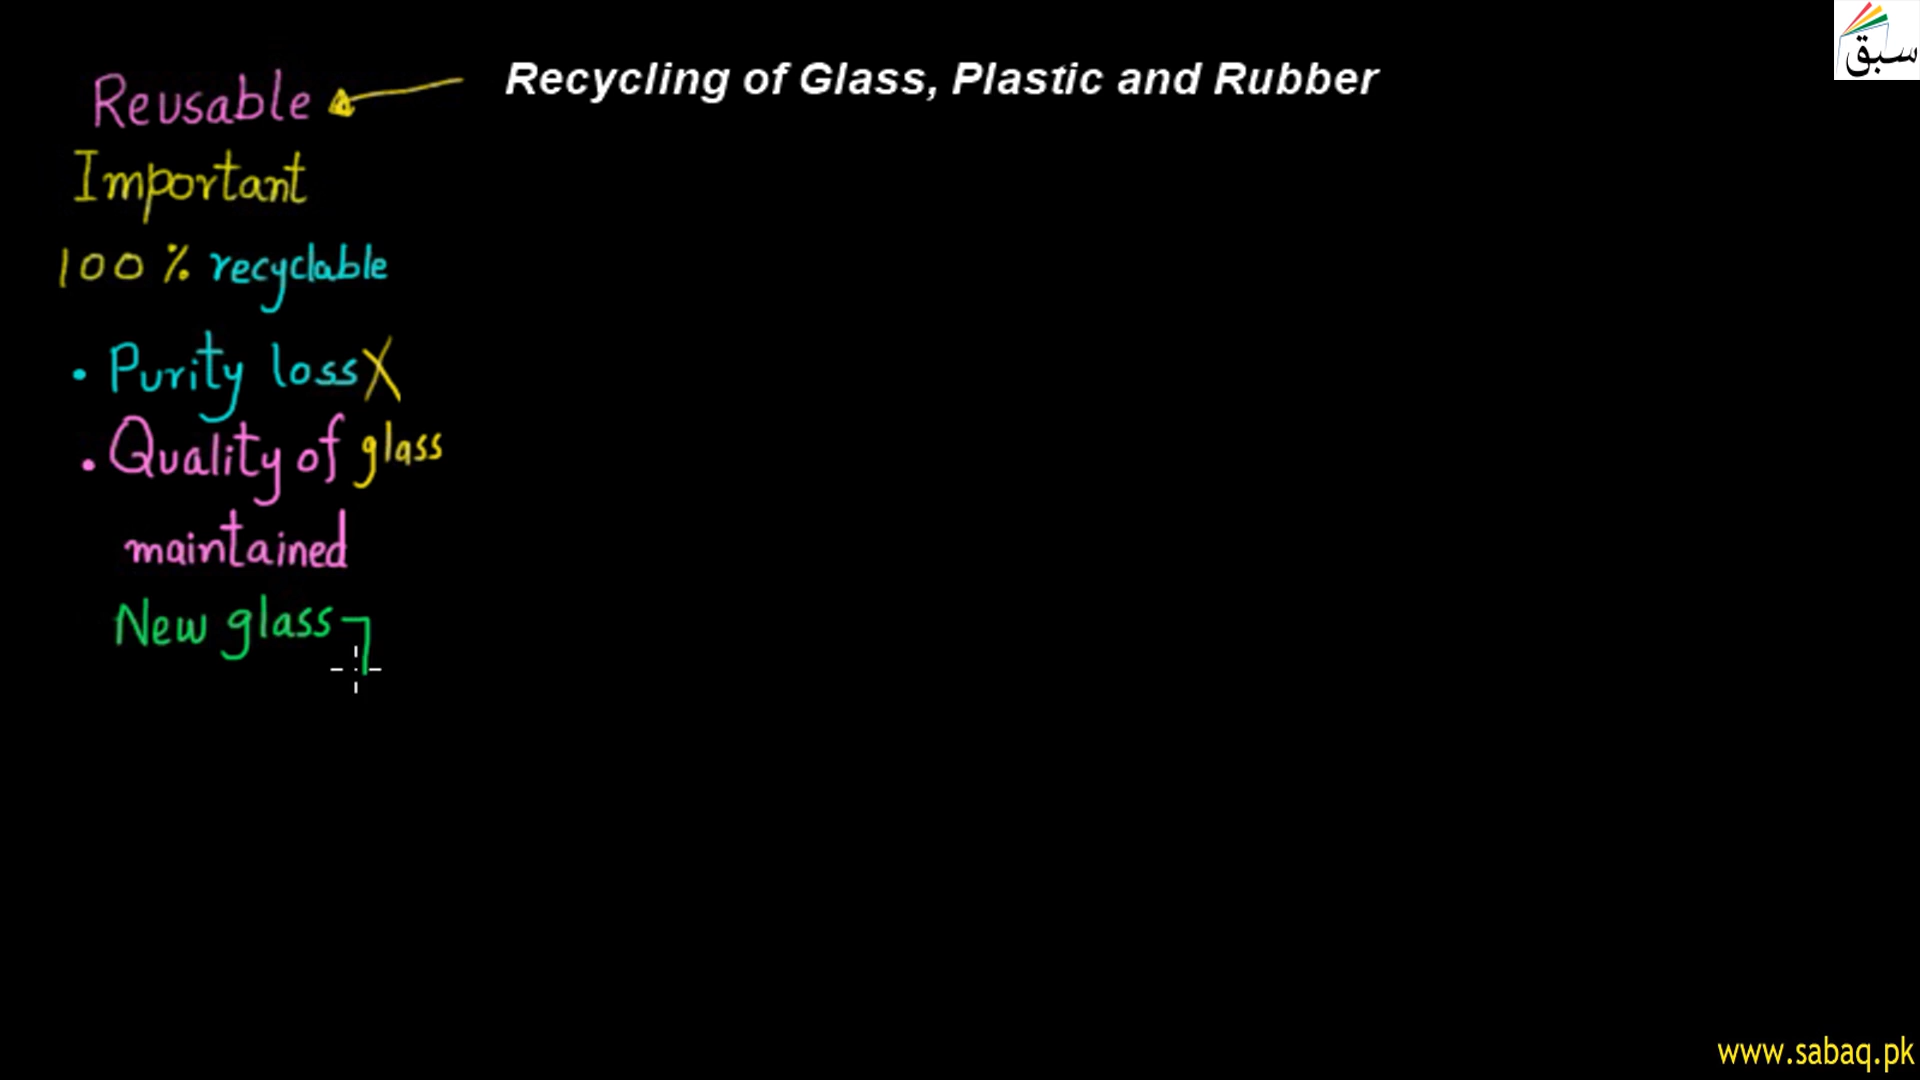 سبق
Recycling of Glass, Plastic and Rubber
Reusable
Important
100 % recyclable
• Purity loss X
• Quality of glass
maintained
New glass
www.sabaq.pk